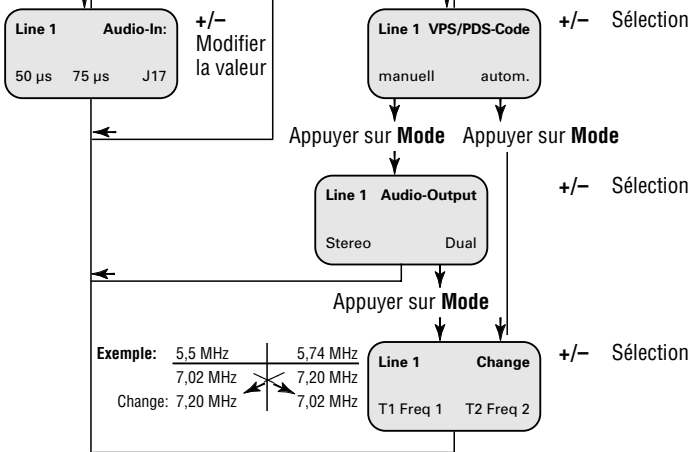 Line 1 Audio-In:
50 µs 75 µs J17
+/–
Modifier
la valeur
Line 1 VPS/PDS-Code
manuell autom.
+/– Sélection
Appuyer sur Mode Appuyer sur Mode
Line 1 Audio-Output
Stereo Dual
+/– Sélection
Appuyer sur Mode
Exemple: 5,5 MHz 5,74 MHz
7,02 MHz 7,20 MHz
Change: 7,20 MHz 7,02 MHz
Line 1 Change
T1 Freq 1 T2 Freq 2
+/– Sélection